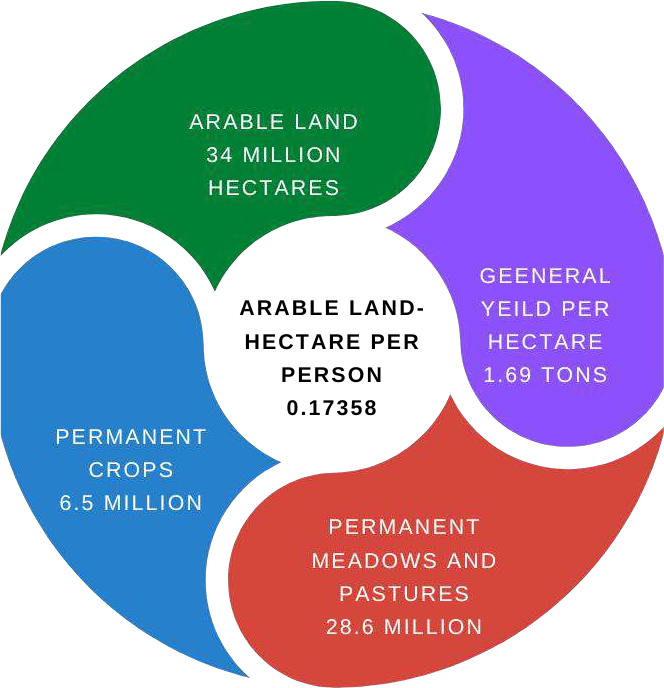 ARABLE LAND
34 MILLION
HECTARES
GEENERAL
YEILD PER
HECTARE
1.69 TONS
ARABLE LAND-
HECTARE PER
PERSON
0.17358
PERMANENT
CROPS
6.5 MILLION
PERMANENT
MEADOWS AND
PASTURES
28.6 MILLION